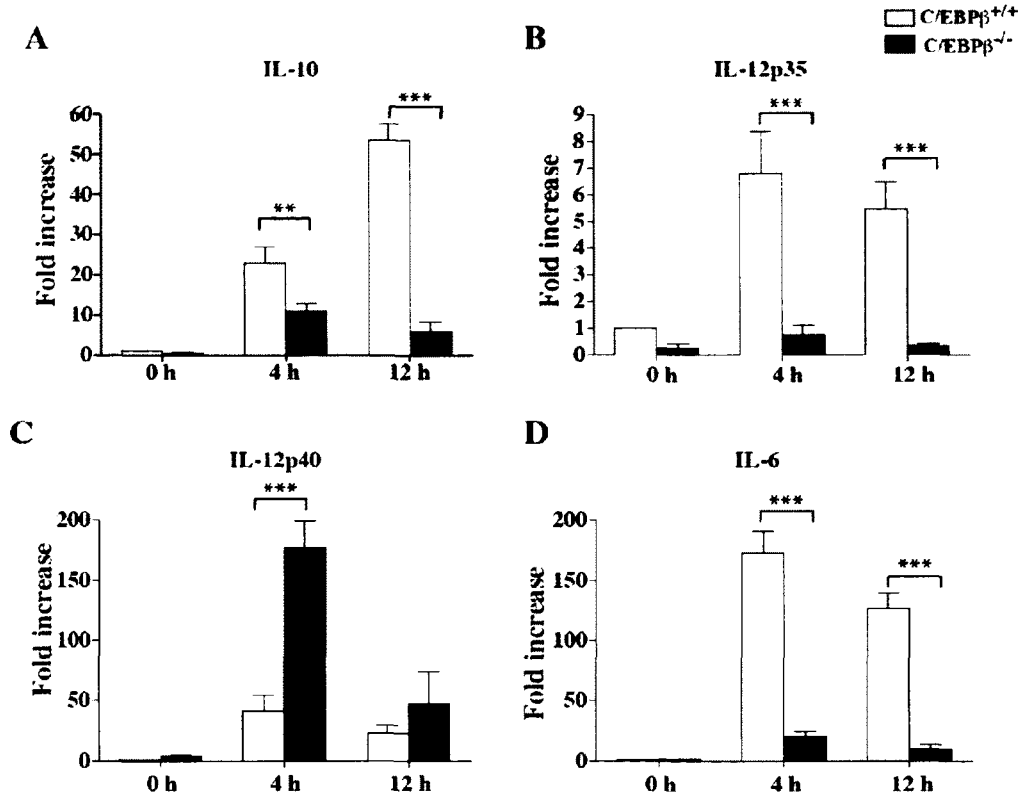 C/EBPβ+/+
C/EBPβ-/-
A
IL-10
Fold increase
60
50
40
30
20
10
0
**
***
0 h
4 h
12 h
B
IL-12p35
Fold increase
9
8
7
6
5
4
3
2
1
0
***
***
0 h
4 h
12 h
C
IL-12p40
Fold increase
200
150
100
50
0
***
0 h
4 h
12 h
D
IL-6
Fold increase
200
150
100
50
0
***
***
0 h
4 h
12 h